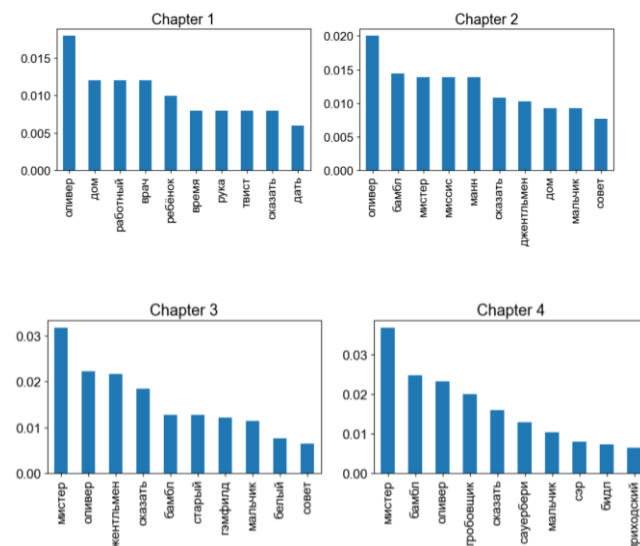 Chapter 1
0.015
0.010
0.005
0.000
оливер
дом
работный
врач
ребёнок
время
рука
твист
сказать
дать
Chapter 2
0.020
0.015
0.010
0.005
0.000
оливер
бамбл
мистер
миссис
манн
сказать
джентльмен
дом
мальчик
совет
Chapter 3
0.03
0.02
0.01
0.00
мистер
оливер
жентльмен
сказать
бамбл
старый
гэмфилд
мальчик
белый
совет
Chapter 4
0.03
0.02
0.01
0.00
мистер
бамбл
оливер
гробовщик
сказать
сауербери
мальчик
сэр
бидл
риходский